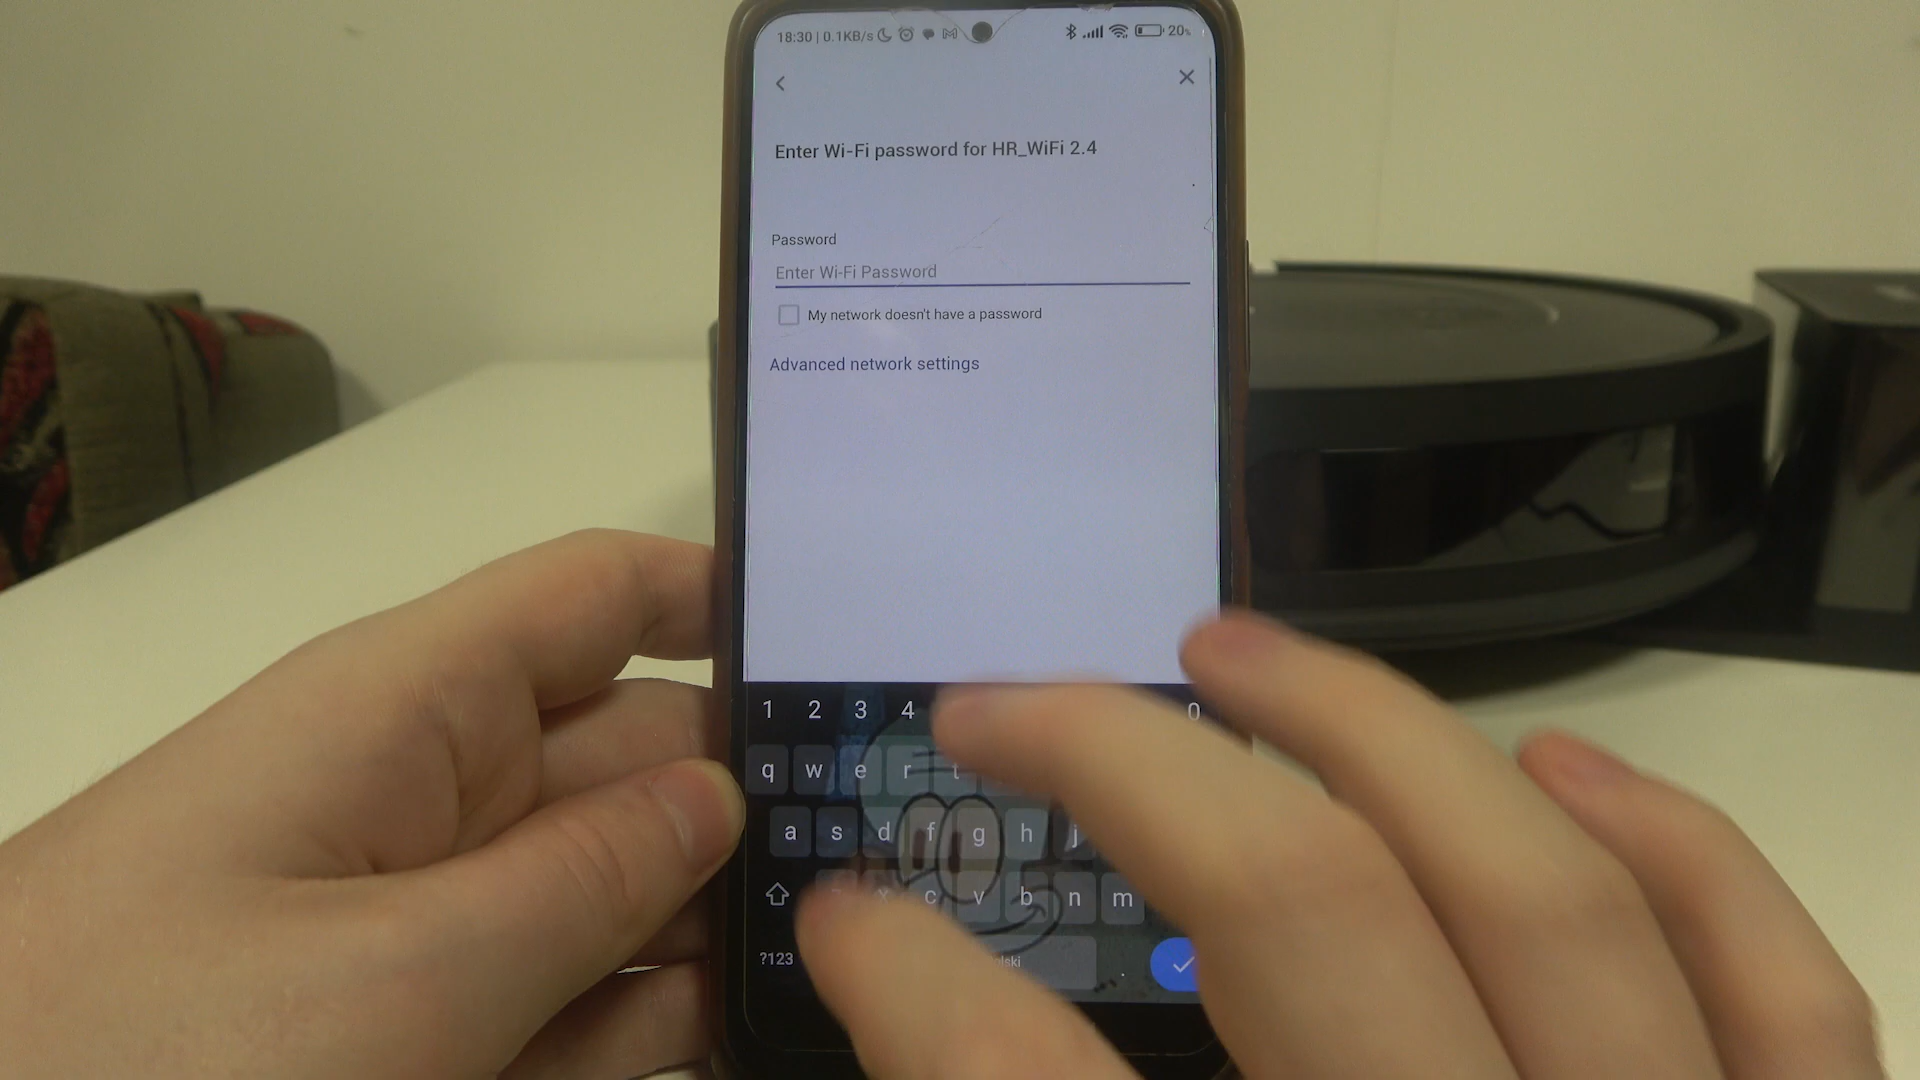 18:30 | 0.1KB/s 20%
Enter Wi-Fi password for HR_WiFi 2.4
Password
Enter Wi-Fi Password
My network doesn't have a password
Advanced network settings
1 2 3 4 0
q w e r t
a s d f g h j
x c v b n m
?123